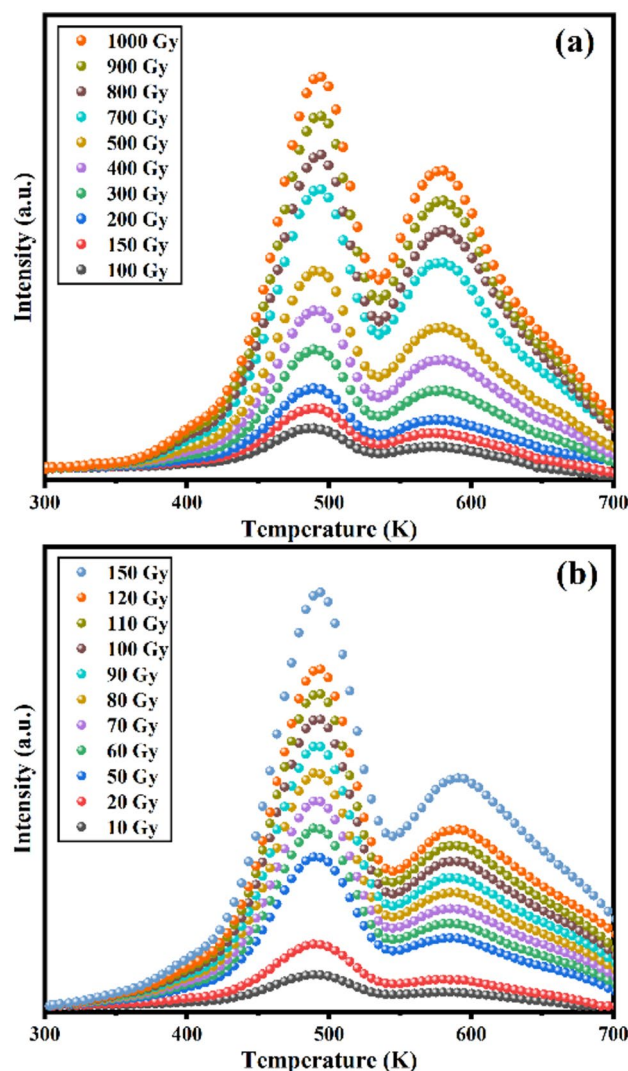 (a)
1000 Gy
900 Gy
800 Gy
700 Gy
500 Gy
400 Gy
300 Gy
200 Gy
150 Gy
100 Gy
Intensity (a.u.)
300 400 500 600 700
Temperature (K)
(b)
150 Gy
120 Gy
110 Gy
100 Gy
90 Gy
80 Gy
70 Gy
60 Gy
50 Gy
20 Gy
10 Gy
Intensity (a.u.)
300 400 500 600 700
Temperature (K)